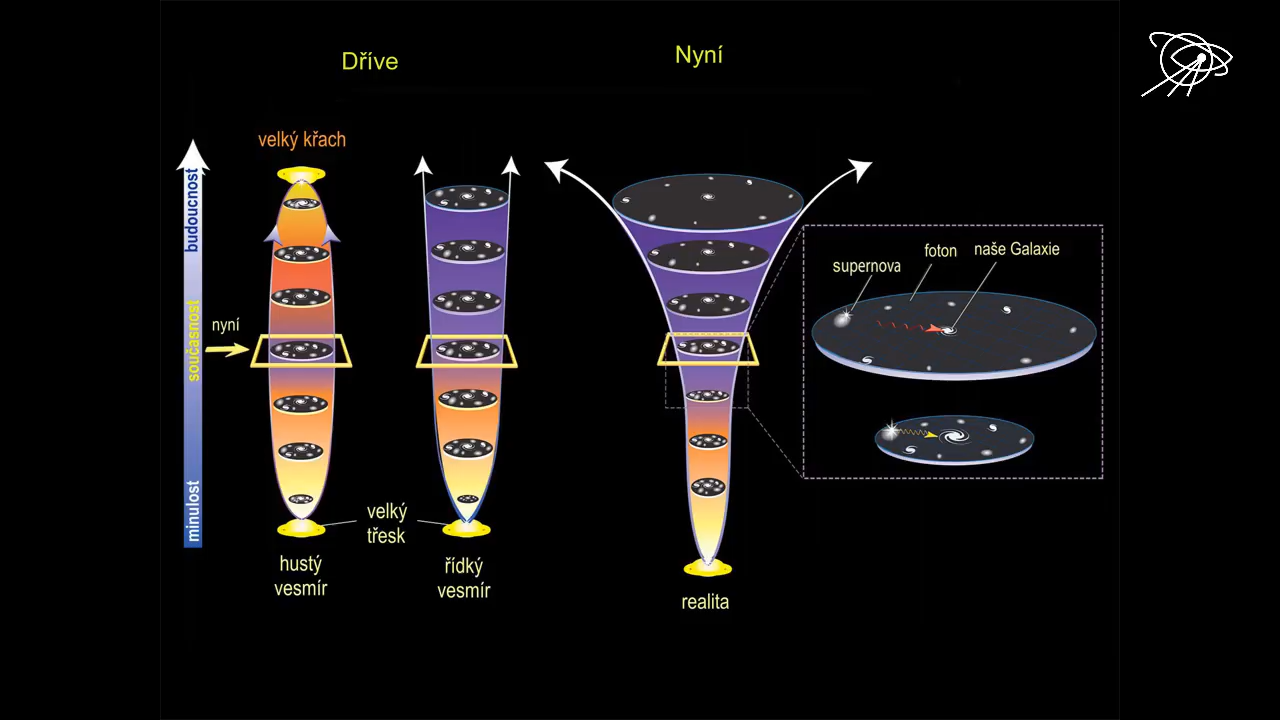 Dříve
Nyní
velký křach
budoucnost
současnost
minulost
nyní
supernova
foton
naše Galaxie
velký
třesk
hustý
vesmír
řídký
vesmír
realita